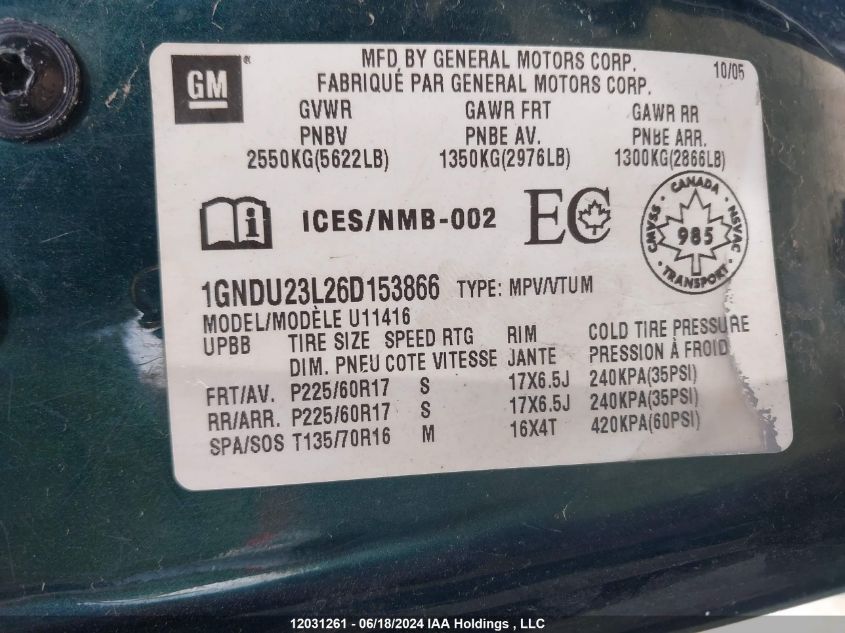 GM ®
MFD BY GENERAL MOTORS CORP. 10/05
FABRIQUÉ PAR GENERAL MOTORS CORP.
GVWR GAWR FRT GAWR RR
PNBV PNBE AV. PNBE ARR.
2550KG(5622LB) 1350KG(2976LB) 1300KG(2866LB)
i ICES/NMB-002 EC
CANADA
CMVSS 985 NSVAC
TRANSPORT
1GNDU23L26D153866 TYPE: MPV/VTUM
MODEL/MODÈLE U11416
UPBB TIRE SIZE SPEED RTG RIM COLD TIRE PRESSURE
DIM. PNEU COTE VITESSE JANTE PRESSION À FROID
FRT/AV. P225/60R17 S 17X6.5J 240KPA(35PSI)
RR/ARR. P225/60R17 S 17X6.5J 240KPA(35PSI)
SPA/SOS T135/70R16 M 16X4T 420KPA(60PSI)
12031261 - 06/18/2024 IAA Holdings, LLC